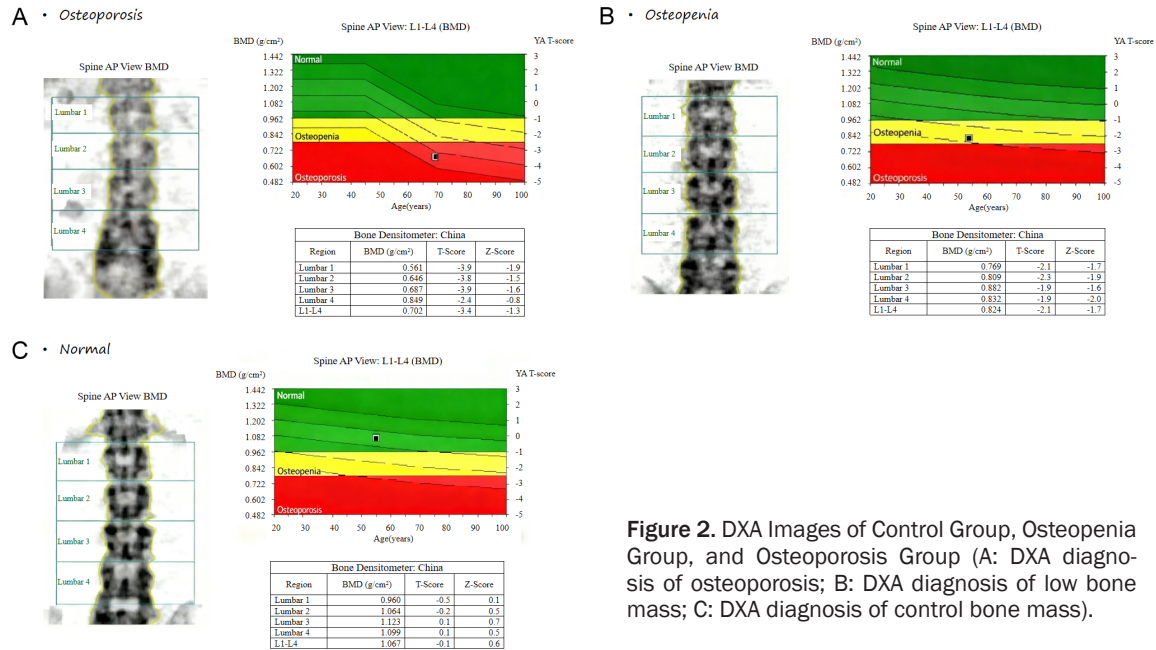 A • Osteoporosis
Spine AP View BMD
Lumbar 1
Lumbar 2
Lumbar 3
Lumbar 4
Spine AP View: L1-L4 (BMD)
BMD (g/cm²) YA T-score
1.442 3
1.322 2
1.202 1
1.082 0
0.962 -1
0.842 -2
0.722 -3
0.602 -4
0.482 -5
Normal
Osteopenia
Osteoporosis
20 30 40 50 60 70 80 90 100
Age(years)
Bone Densitometer: China
Region BMD (g/cm²) T-Score Z-Score
Lumbar 1 0.561 -3.9 -1.9
Lumbar 2 0.646 -3.8 -1.5
Lumbar 3 0.687 -3.9 -1.6
Lumbar 4 0.849 -2.4 -0.8
L1-L4 0.702 -3.4 -1.3
B • Osteopenia
Spine AP View BMD
Lumbar 1
Lumbar 2
Lumbar 3
Lumbar 4
Spine AP View: L1-L4 (BMD)
BMD (g/cm²) YA T-score
1.442 3
1.322 2
1.202 1
1.082 0
0.962 -1
0.842 -2
0.722 -3
0.602 -4
0.482 -5
Normal
Osteopenia
Osteoporosis
20 30 40 50 60 70 80 90 100
Age(years)
Bone Densitometer: China
Region BMD (g/cm²) T-Score Z-Score
Lumbar 1 0.769 -2.1 -1.7
Lumbar 2 0.809 -2.3 -1.9
Lumbar 3 0.882 -1.9 -1.6
Lumbar 4 0.832 -1.9 -2.0
L1-L4 0.824 -2.1 -1.7
C • Normal
Spine AP View BMD
Lumbar 1
Lumbar 2
Lumbar 3
Lumbar 4
Spine AP View: L1-L4 (BMD)
BMD (g/cm²) YA T-score
1.442 3
1.322 2
1.202 1
1.082 0
0.962 -1
0.842 -2
0.722 -3
0.602 -4
0.482 -5
Normal
Osteopenia
Osteoporosis
20 30 40 50 60 70 80 90 100
Age(years)
Bone Densitometer: China
Region BMD (g/cm²) T-Score Z-Score
Lumbar 1 0.960 -0.5 0.1
Lumbar 2 1.064 -0.2 0.5
Lumbar 3 1.123 0.1 0.7
Lumbar 4 1.099 0.1 0.5
L1-L4 1.067 -0.1 0.6
Figure 2. DXA Images of Control Group, Osteopenia
Group, and Osteoporosis Group (A: DXA diagno-
sis of osteoporosis; B: DXA diagnosis of low bone
mass; C: DXA diagnosis of control bone mass).